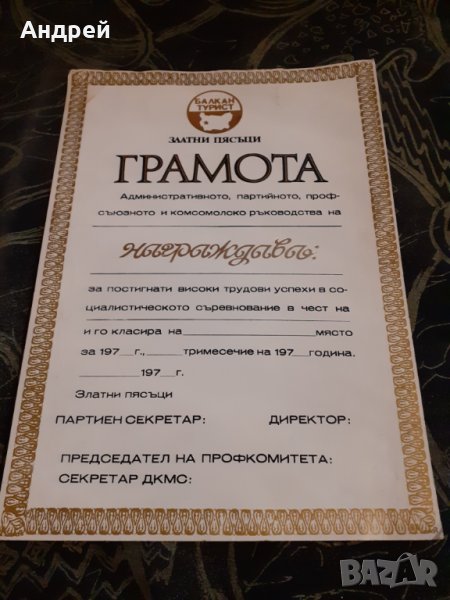 Андрей
БАЛКАН
ТУРИСТ
ЗЛАТНИ ПЯСЪЦИ
ГРАМОТА
Административното, партийното, проф-
съюзното и комсомолско ръководства на
награждава:
за постигнати високи трудови успехи в со-
циалистическото съревнование в чест на
и го класира на място
за 197 г., тримесечие на 197 година.
197 г.
Златни пясъци
ПАРТИЕН СЕКРЕТАР: ДИРЕКТОР:
ПРЕДСЕДАТЕЛ НА ПРОФКОМИТЕТА:
СЕКРЕТАР ДКМС:
BAZAR